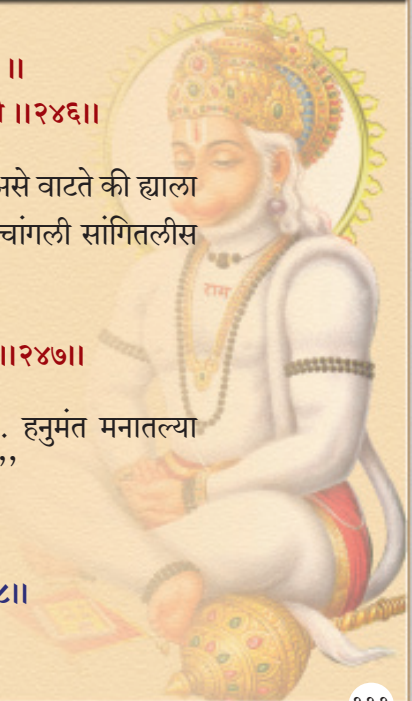 ॥
॥२४६॥
असे वाटते की ह्याला
चांगली सांगितलीस
राम
॥२४७॥
. हनुमंत मनातल्या
’’
॥